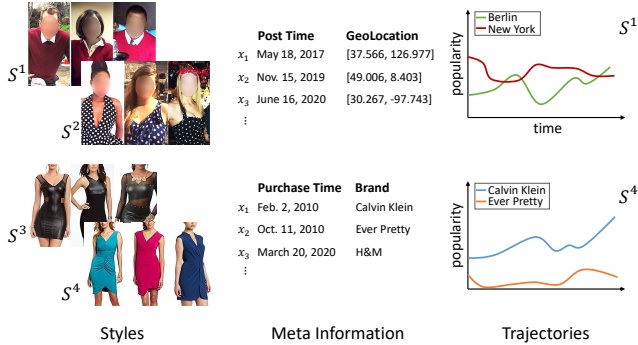 S¹
S²
Post Time GeoLocation
x₁ May 18, 2017 [37.566, 126.977]
x₂ Nov. 15, 2019 [49.006, 8.403]
x₃ June 16, 2020 [30.267, -97.743]
⋮
Berlin
New York
S¹
popularity
time
S³
S⁴
Purchase Time Brand
x₁ Feb. 2, 2010 Calvin Klein
x₂ Oct. 11, 2010 Ever Pretty
x₃ March 20, 2020 H&M
⋮
Calvin Klein
Ever Pretty
S⁴
popularity
time
Styles Meta Information Trajectories